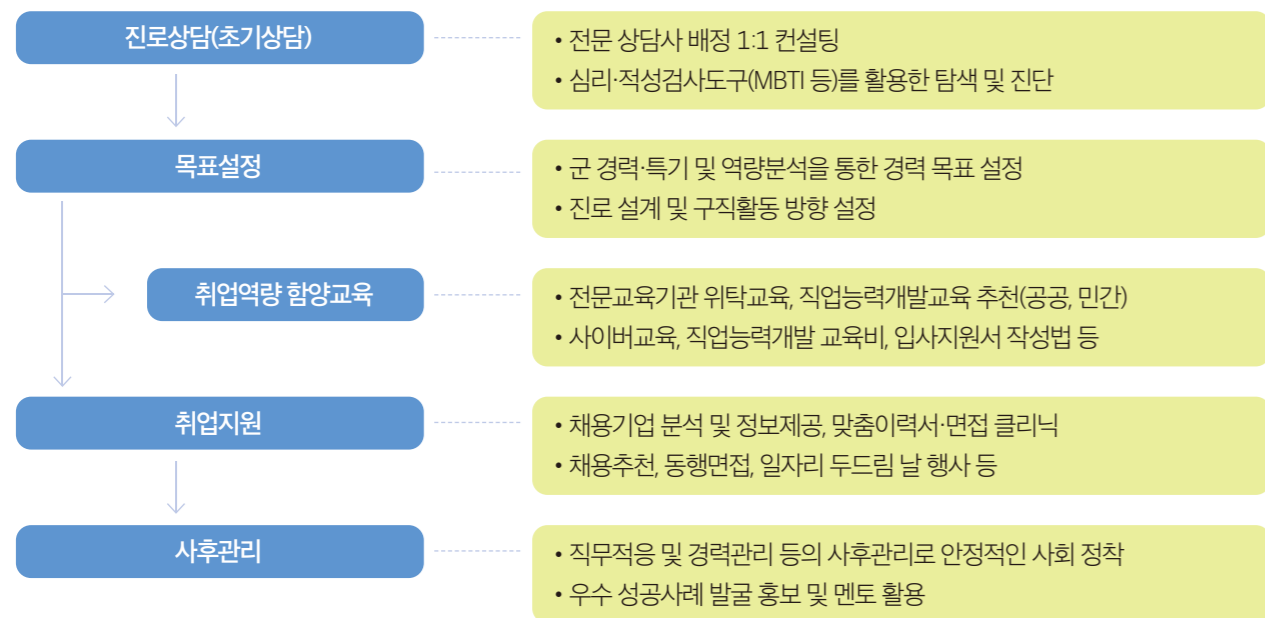 진로상담(초기상담)
• 전문 상담사 배정 1:1 컨설팅
• 심리·적성검사도구(MBTI 등)를 활용한 탐색 및 진단
목표설정
• 군 경력·특기 및 역량분석을 통한 경력 목표 설정
• 진로 설계 및 구직활동 방향 설정
취업역량 함양교육
• 전문교육기관 위탁교육, 직업능력개발교육 추천(공공, 민간)
• 사이버교육, 직업능력개발 교육비, 입사지원서 작성법 등
취업지원
• 채용기업 분석 및 정보제공, 맞춤이력서·면접 클리닉
• 채용추천, 동행면접, 일자리 두드림 날 행사 등
사후관리
• 직무적응 및 경력관리 등의 사후관리로 안정적인 사회 정착
• 우수 성공사례 발굴 홍보 및 멘토 활용